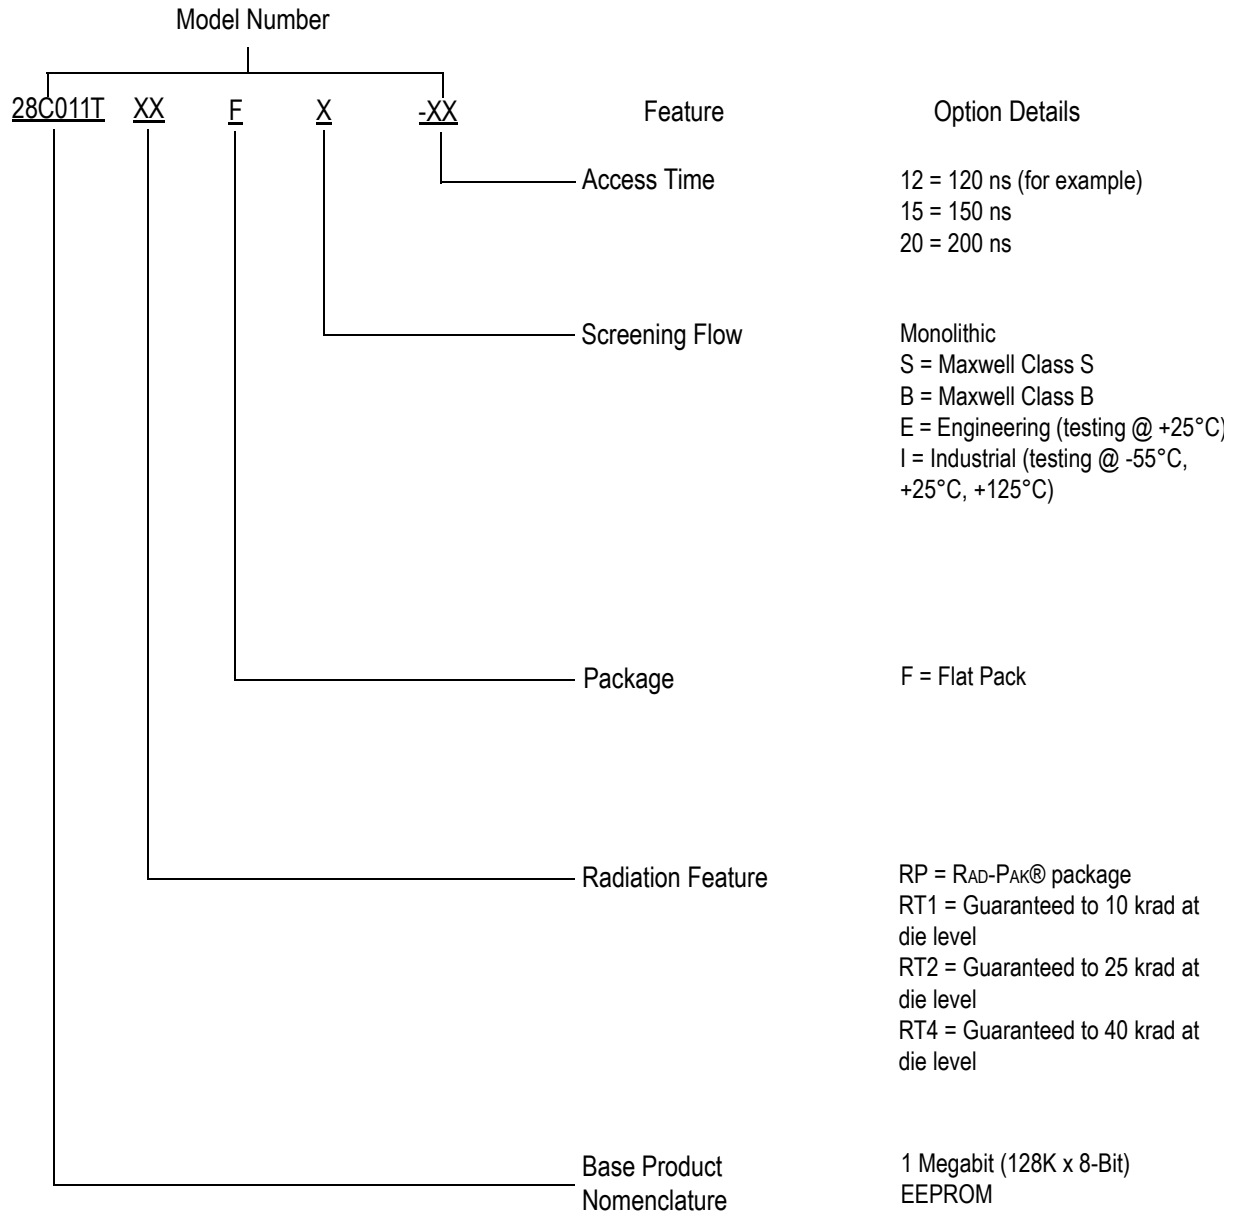 Model Number
28C011T XX F X -XX Feature Option Details
Access Time
12 = 120 ns (for example)
15 = 150 ns
20 = 200 ns
Screening Flow
Monolithic
S = Maxwell Class S
B = Maxwell Class B
E = Engineering (testing @ +25°C)
I = Industrial (testing @ -55°C,
+25°C, +125°C)
Package
F = Flat Pack
Radiation Feature
RP = RAD-PAK® package
RT1 = Guaranteed to 10 krad at
die level
RT2 = Guaranteed to 25 krad at
die level
RT4 = Guaranteed to 40 krad at
die level
Base Product
Nomenclature
1 Megabit (128K x 8-Bit)
EEPROM